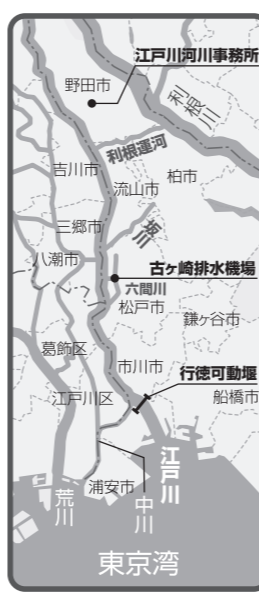 江戸川河川事務所
野田市
利根川
利根運河
柏市
吉川市
流山市
三郷市
坂川
八潮市
古ヶ崎排水機場
六間川
松戸市
鎌ヶ谷市
葛飾区
市川市
行徳可動堰
江戸川区
船橋市
江戸川
浦安市
中川
荒川
東京湾